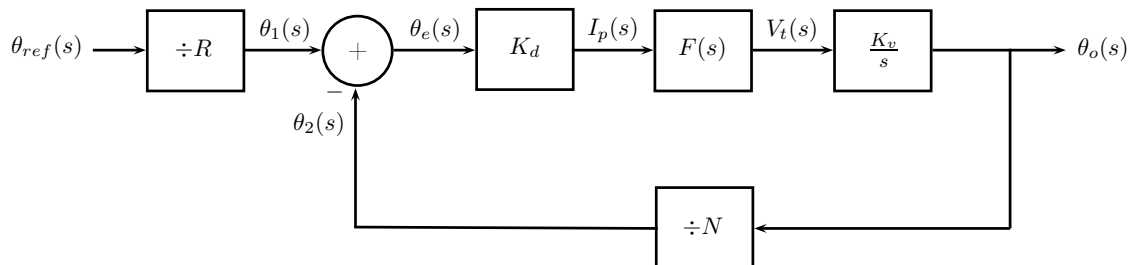 θ_ref(s)
÷R
θ_1(s)
+
−
θ_e(s)
K_d
I_p(s)
F(s)
V_t(s)
K_v
s
θ_o(s)
θ_2(s)
÷N